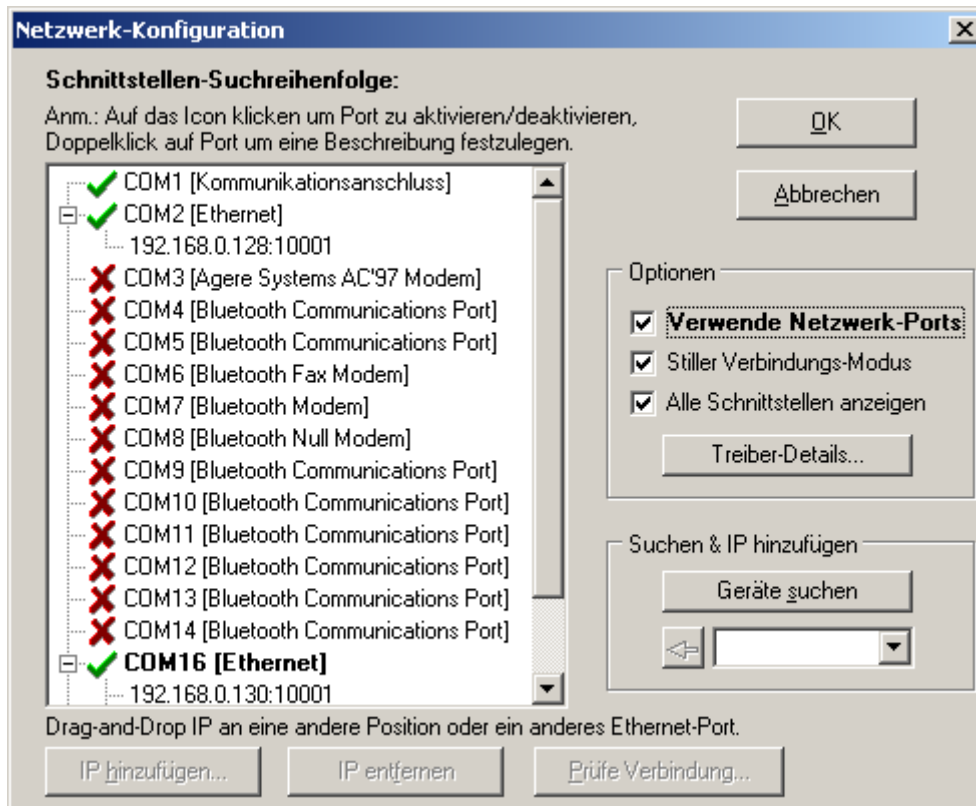 Netzwerk-Konfiguration
Schnittstellen-Suchreihenfolge:
Anm.: Auf das Icon klicken um Port zu aktivieren/deaktivieren,
Doppelklick auf Port um eine Beschreibung festzulegen.
COM1 [Kommunikationsanschluss]
COM2 [Ethernet]
192.168.0.128:10001
COM3 [Agere Systems AC'97 Modem]
COM4 [Bluetooth Communications Port]
COM5 [Bluetooth Communications Port]
COM6 [Bluetooth Fax Modem]
COM7 [Bluetooth Modem]
COM8 [Bluetooth Null Modem]
COM9 [Bluetooth Communications Port]
COM10 [Bluetooth Communications Port]
COM11 [Bluetooth Communications Port]
COM12 [Bluetooth Communications Port]
COM13 [Bluetooth Communications Port]
COM14 [Bluetooth Communications Port]
COM16 [Ethernet]
192.168.0.130:10001
Drag-and-Drop IP an eine andere Position oder ein anderes Ethernet-Port.
IP hinzufügen...
IP entfernen
Prüfe Verbindung...
OK
Abbrechen
Optionen
Verwende Netzwerk-Ports
Stiller Verbindungs-Modus
Alle Schnittstellen anzeigen
Treiber-Details...
Suchen & IP hinzufügen
Geräte suchen